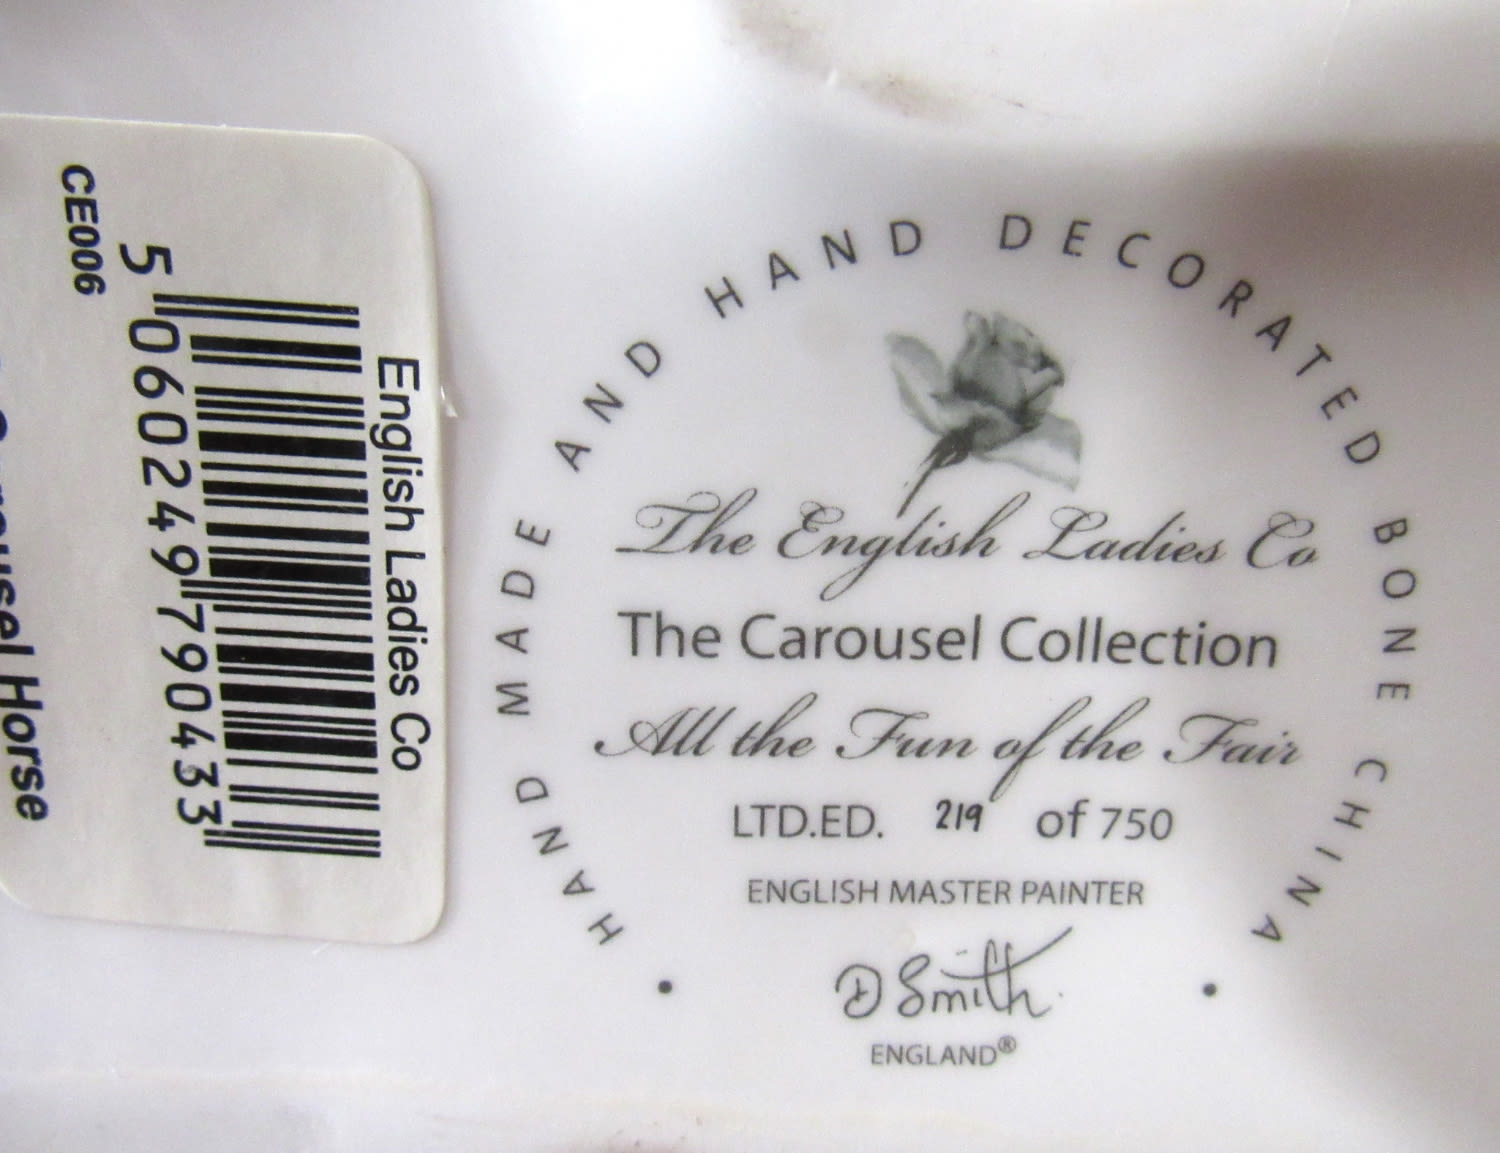 CE006
5 060249 790433
English Ladies Co
Horse
HAND MADE AND HAND DECORATED BONE CHINA
The English Ladies Co
The Carousel Collection
All the Fun of the Fair
LTD.ED. 219 of 750
ENGLISH MASTER PAINTER
D Smith
ENGLAND®